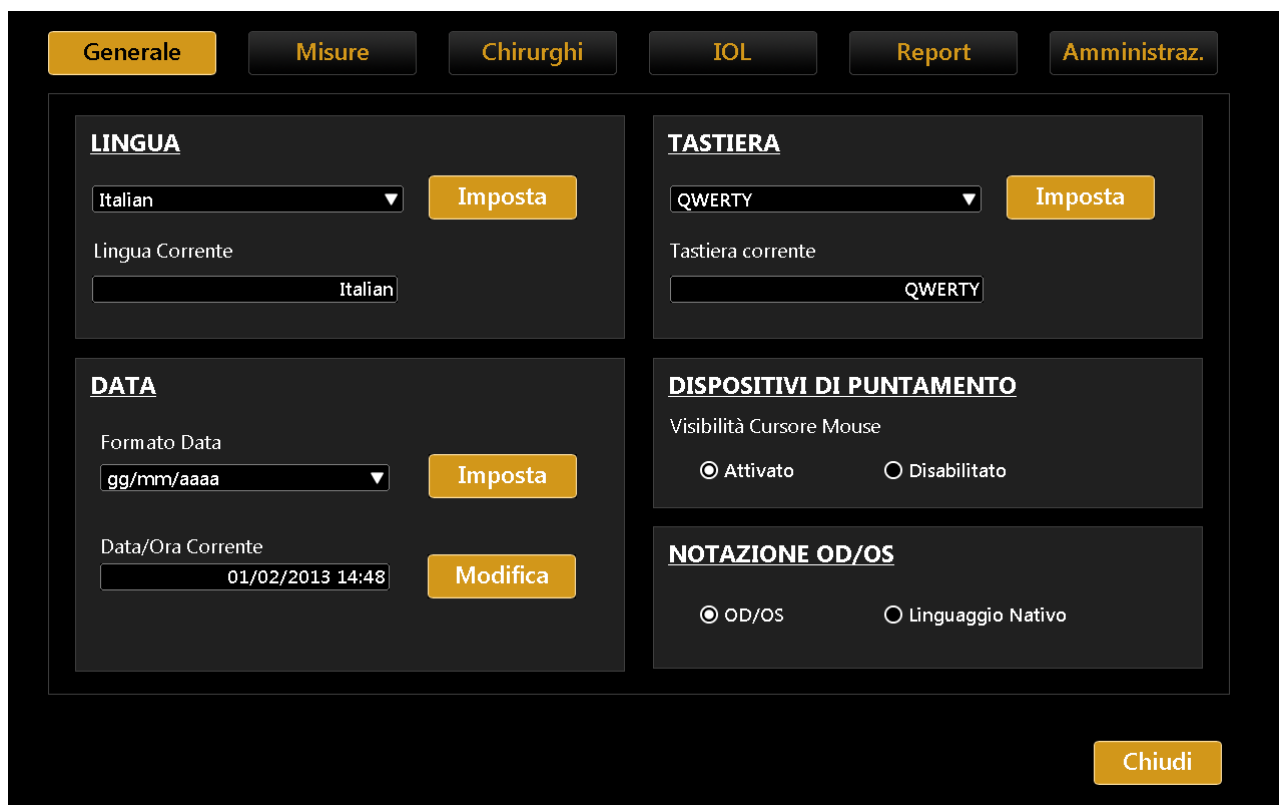 Generale Misure Chirurghi IOL Report Amministraz.
LINGUA
Italian Imposta
Lingua Corrente
Italian
TASTIERA
QWERTY Imposta
Tastiera corrente
QWERTY
DATA
Formato Data
gg/mm/aaaa Imposta
Data/Ora Corrente
01/02/2013 14:48 Modifica
DISPOSITIVI DI PUNTAMENTO
Visibilità Cursore Mouse
Attivato Disabilitato
NOTAZIONE OD/OS
OD/OS Linguaggio Nativo
Chiudi